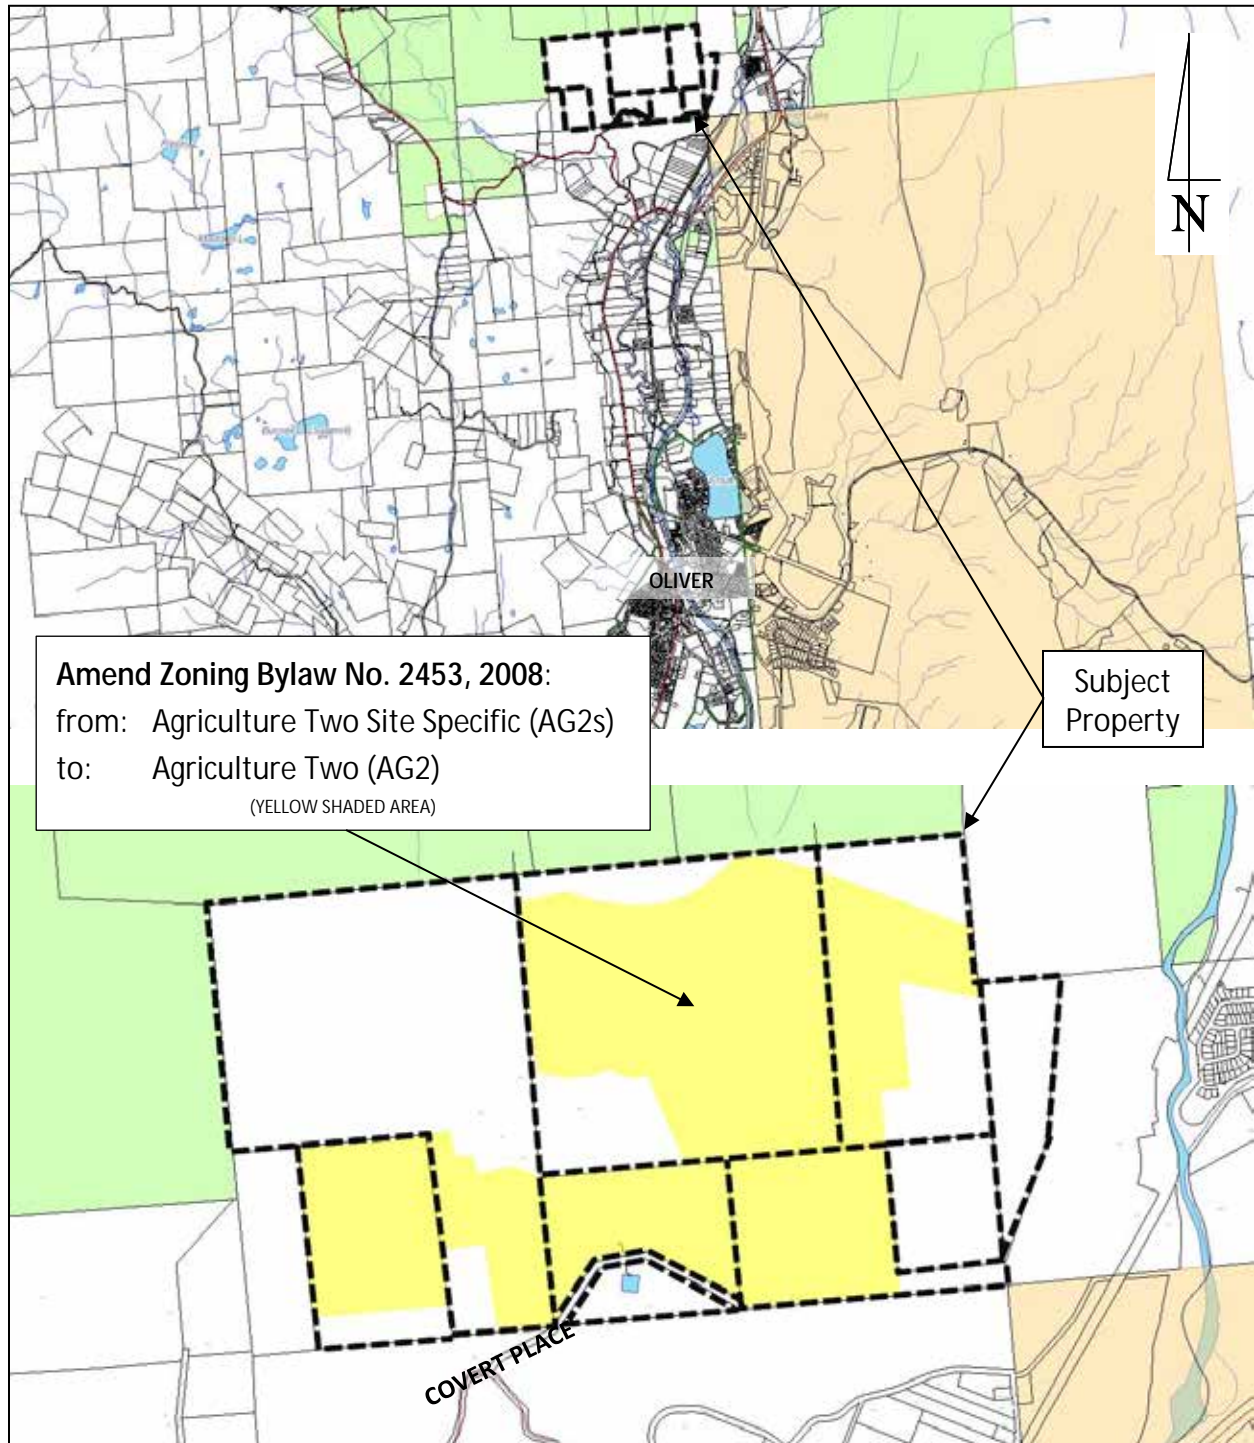 N
OLIVER
Amend Zoning Bylaw No. 2453, 2008:
from: Agriculture Two Site Specific (AG2s)
to: Agriculture Two (AG2)
(YELLOW SHADED AREA)
Subject
Property
COVERT PLACE